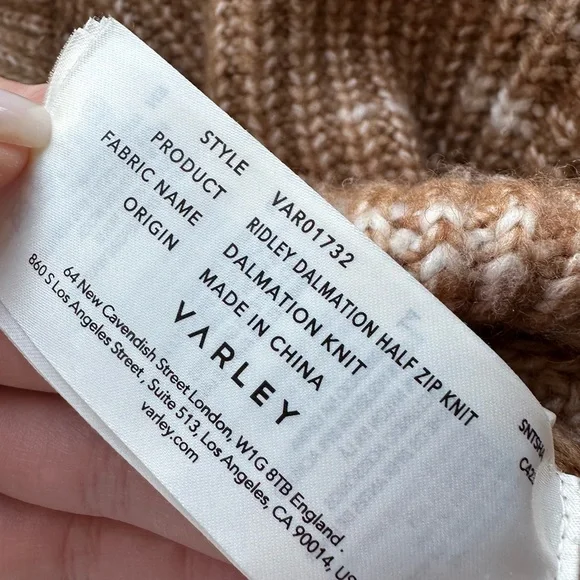 STYLE VAR01732
PRODUCT RIDLEY DALMATION HALF ZIP KNIT
FABRIC NAME DALMATION KNIT
ORIGIN MADE IN CHINA
VARLEY
64 New Cavendish Street London, W1G 8TB England.
860 S Los Angeles Street, Suite 513, Los Angeles, CA 90014,
varley.com